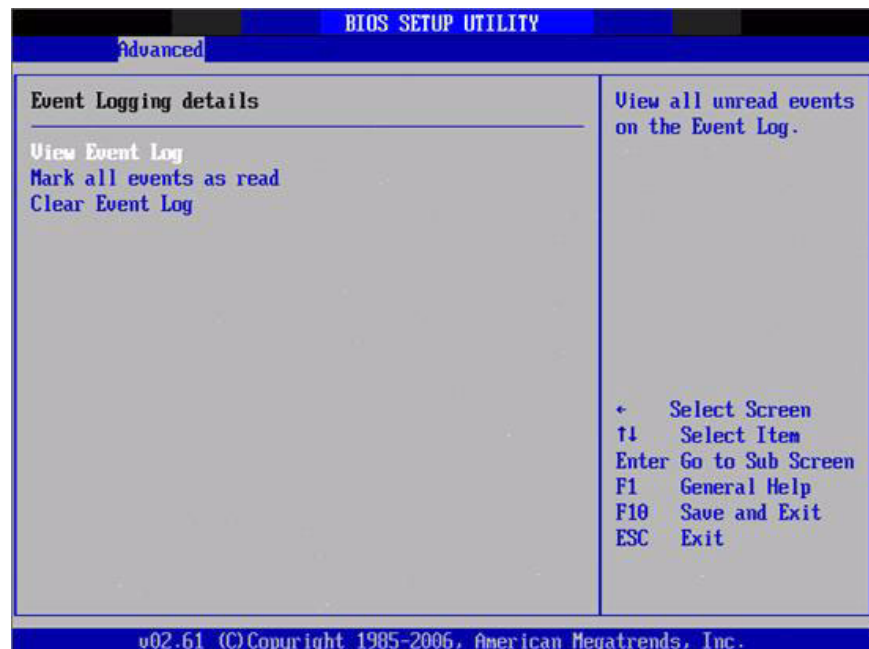 BIOS SETUP UTILITY
Advanced
Event Logging details
View Event Log
Mark all events as read
Clear Event Log
View all unread events
on the Event Log.
← Select Screen
↑↓ Select Item
Enter Go to Sub Screen
F1 General Help
F10 Save and Exit
ESC Exit
v02.61 (C)Copyright 1985-2006, American Megatrends, Inc.